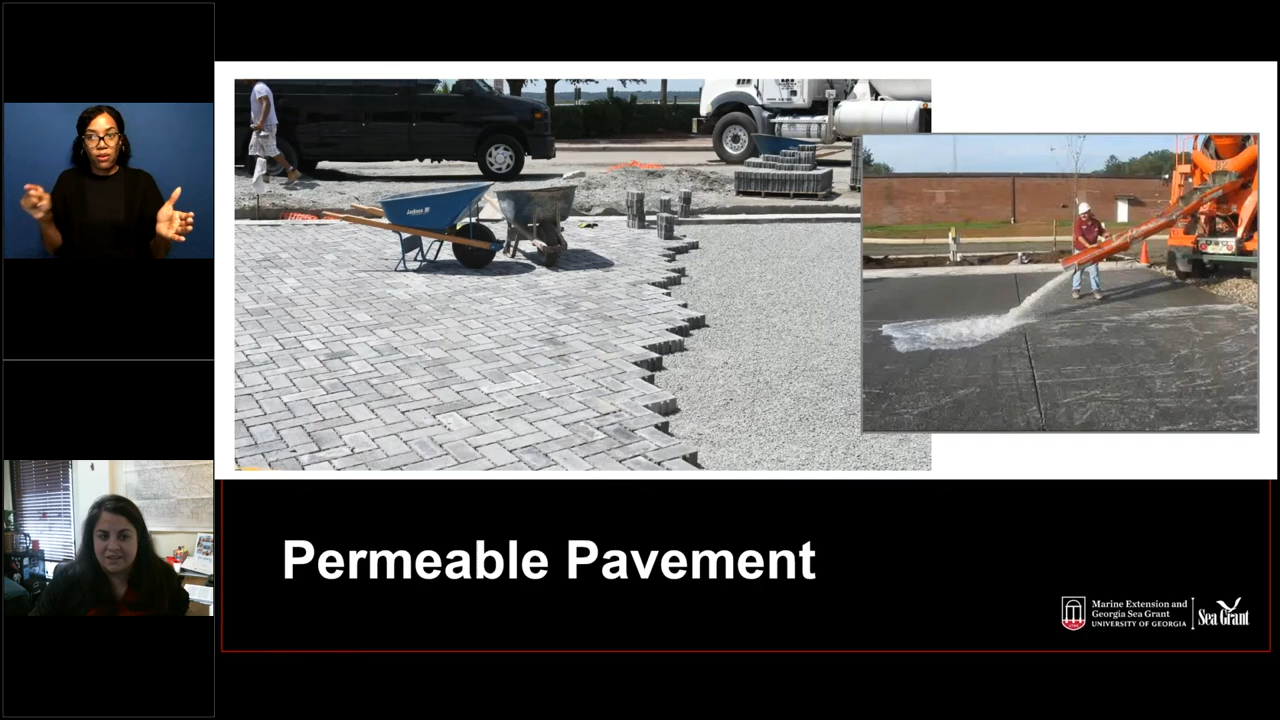 Permeable Pavement
Marine Extension and
Georgia Sea Grant
UNIVERSITY OF GEORGIA
Sea Grant